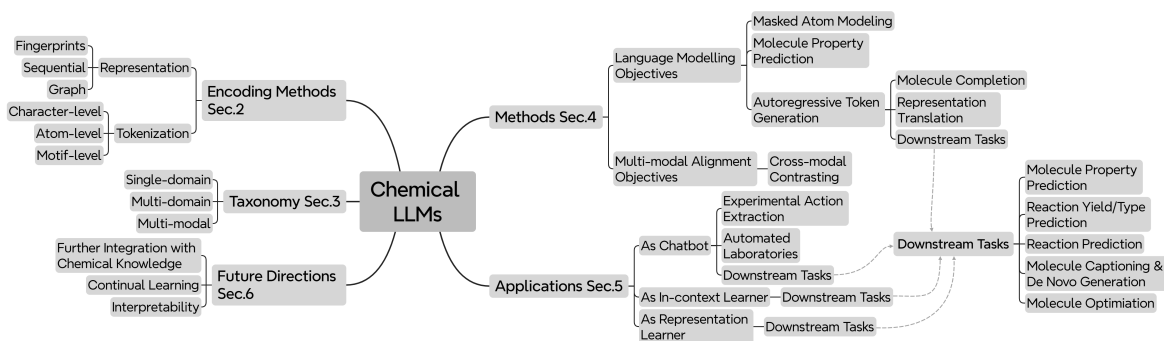 Chemical
LLMs
Encoding Methods
Sec.2
Representation
Fingerprints
Sequential
Graph
Tokenization
Character-level
Atom-level
Motif-level
Taxonomy Sec.3
Single-domain
Multi-domain
Multi-modal
Future Directions
Sec.6
Further Integration with
Chemical Knowledge
Continual Learning
Interpretability
Methods Sec.4
Language Modelling
Objectives
Masked Atom Modeling
Molecule Property
Prediction
Autoregressive Token
Generation
Molecule Completion
Representation
Translation
Downstream Tasks
Multi-modal Alignment
Objectives
Cross-modal
Contrasting
Applications Sec.5
As Chatbot
Experimental Action
Extraction
Automated
Laboratories
Downstream Tasks
As In-context Learner
Downstream Tasks
As Representation
Learner
Downstream Tasks
Downstream Tasks
Molecule Property
Prediction
Reaction Yield/Type
Prediction
Reaction Prediction
Molecule Captioning &
De Novo Generation
Molecule Optimiation